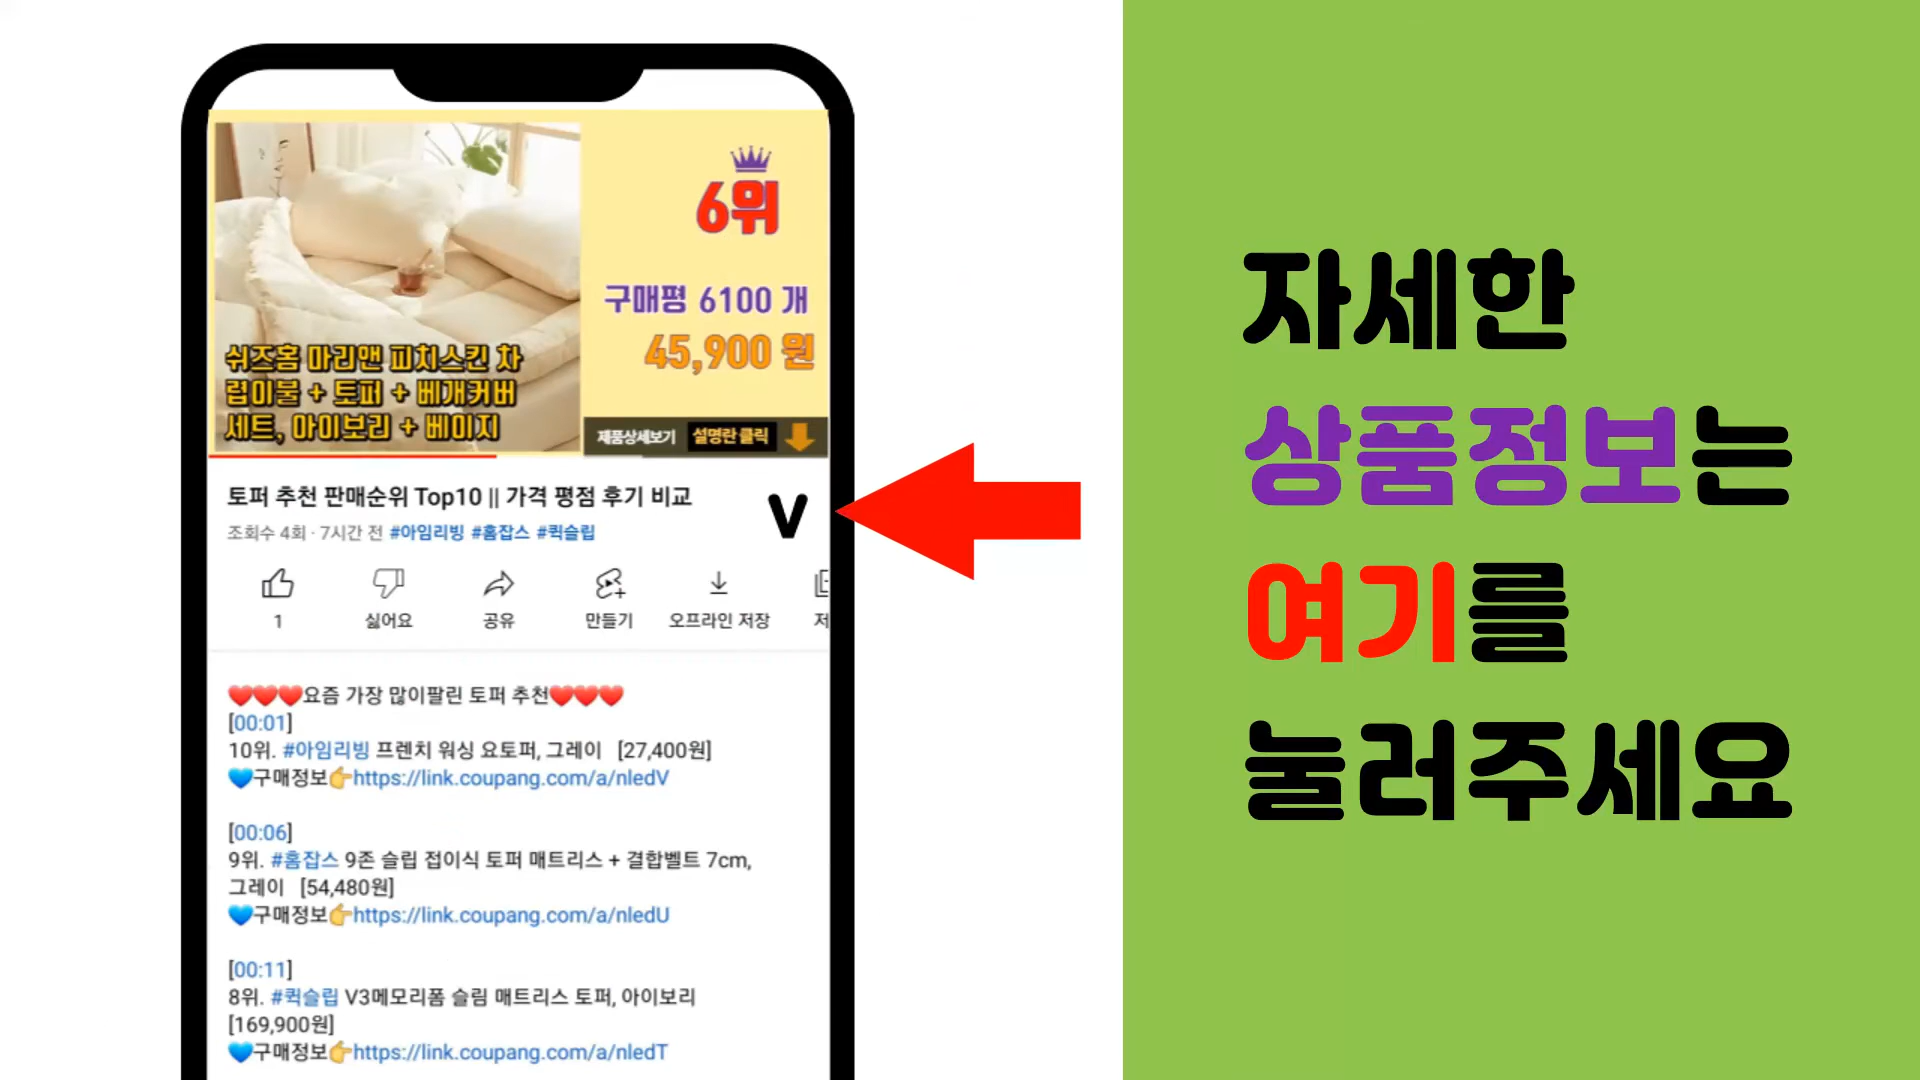 6위
구매평 6100 개
45,900 원
쉬즈홈 마리앤 피치스킨 차
렵이불 + 토퍼 + 베개커버
세트, 아이보리 + 베이지
제품상세보기 설명란 클릭
토퍼 추천 판매순위 Top10 || 가격 평점 후기 비교
V
조회수 4회 · 7시간 전 #아임리빙 #홈잡스 #퀵슬립
1 싫어요 공유 만들기 오프라인 저장 저
❤️❤️❤️요즘 가장 많이팔린 토퍼 추천❤️❤️❤️
[00:01]
10위. #아임리빙 프렌치 워싱 요토퍼, 그레이 [27,400원]
💙구매정보👉https://link.coupang.com/a/nledV
[00:06]
9위. #홈잡스 9존 슬립 접이식 토퍼 매트리스 + 결합벨트 7cm,
그레이 [54,480원]
💙구매정보👉https://link.coupang.com/a/nledU
[00:11]
8위. #퀵슬립 V3메모리폼 슬림 매트리스 토퍼, 아이보리
[169,900원]
💙구매정보👉https://link.coupang.com/a/nledT
자세한
상품정보는
여기를
눌러주세요